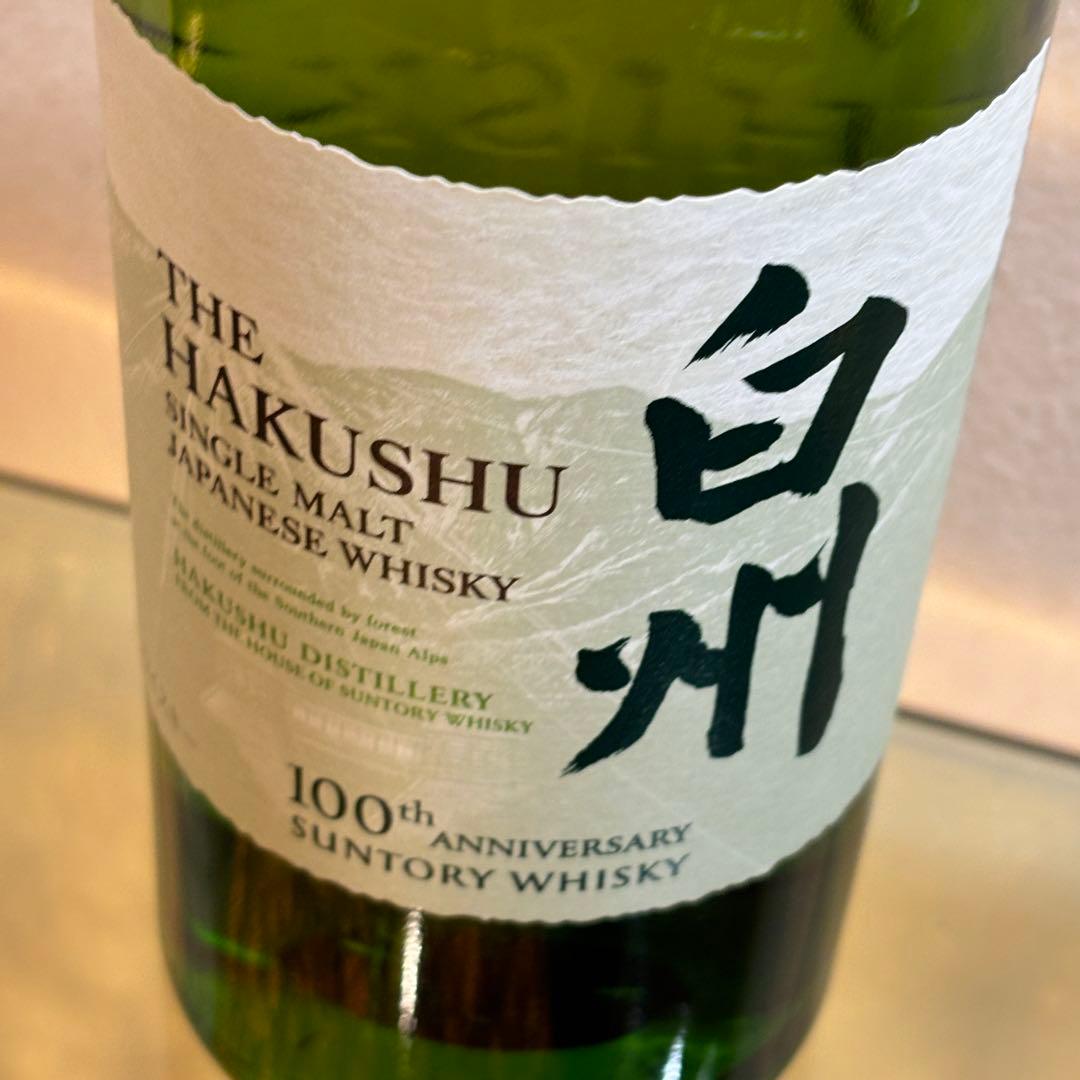 THE
HAKUSHU
SINGLE MALT
JAPANESE WHISKY
The distillery surrounded by forest
at the foot of the Southern Japan Alps
HAKUSHU DISTILLERY
FROM THE HOUSE OF SUNTORY WHISKY
100th ANNIVERSARY
SUNTORY WHISKY
白州